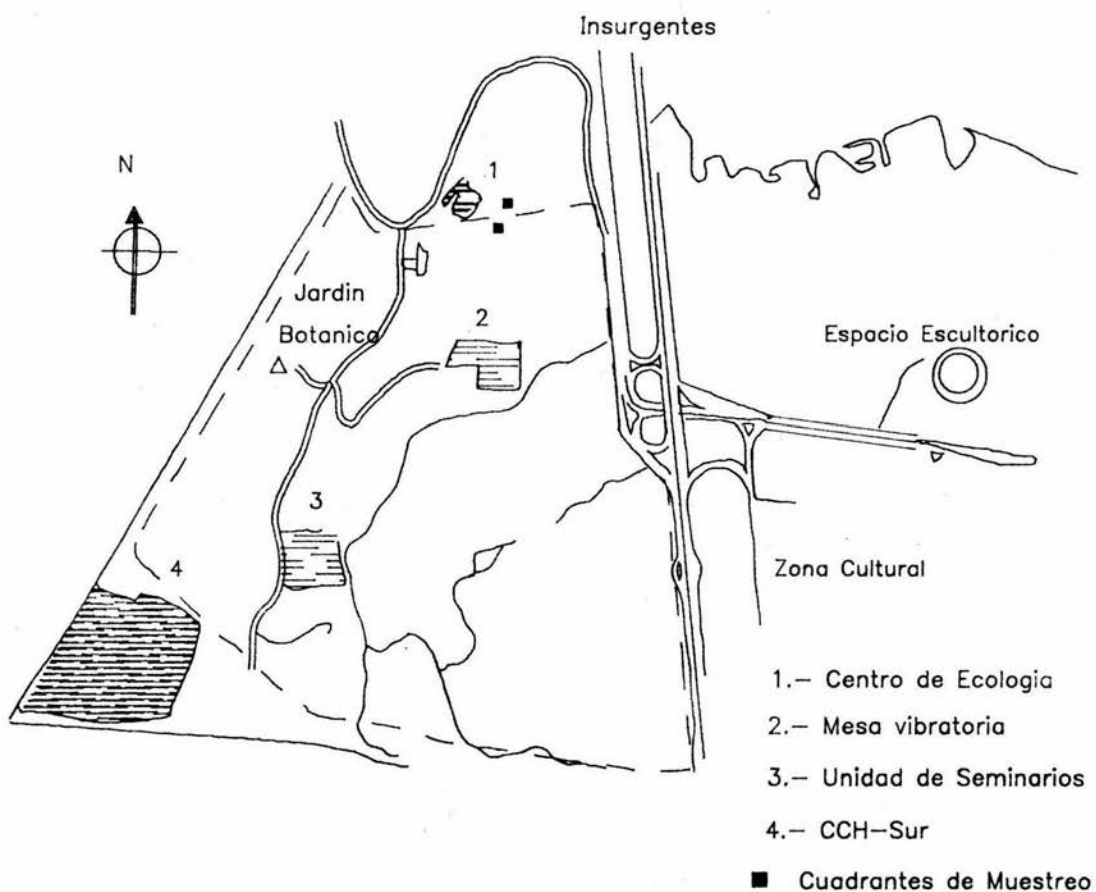 Insurgentes
N
1
Jardin
Botanico
2
Espacio Escultorico
3
4
Zona Cultural
1.- Centro de Ecologia
2.- Mesa vibratoria
3.- Unidad de Seminarios
4.- CCH-Sur
Cuadrantes de Muestreo